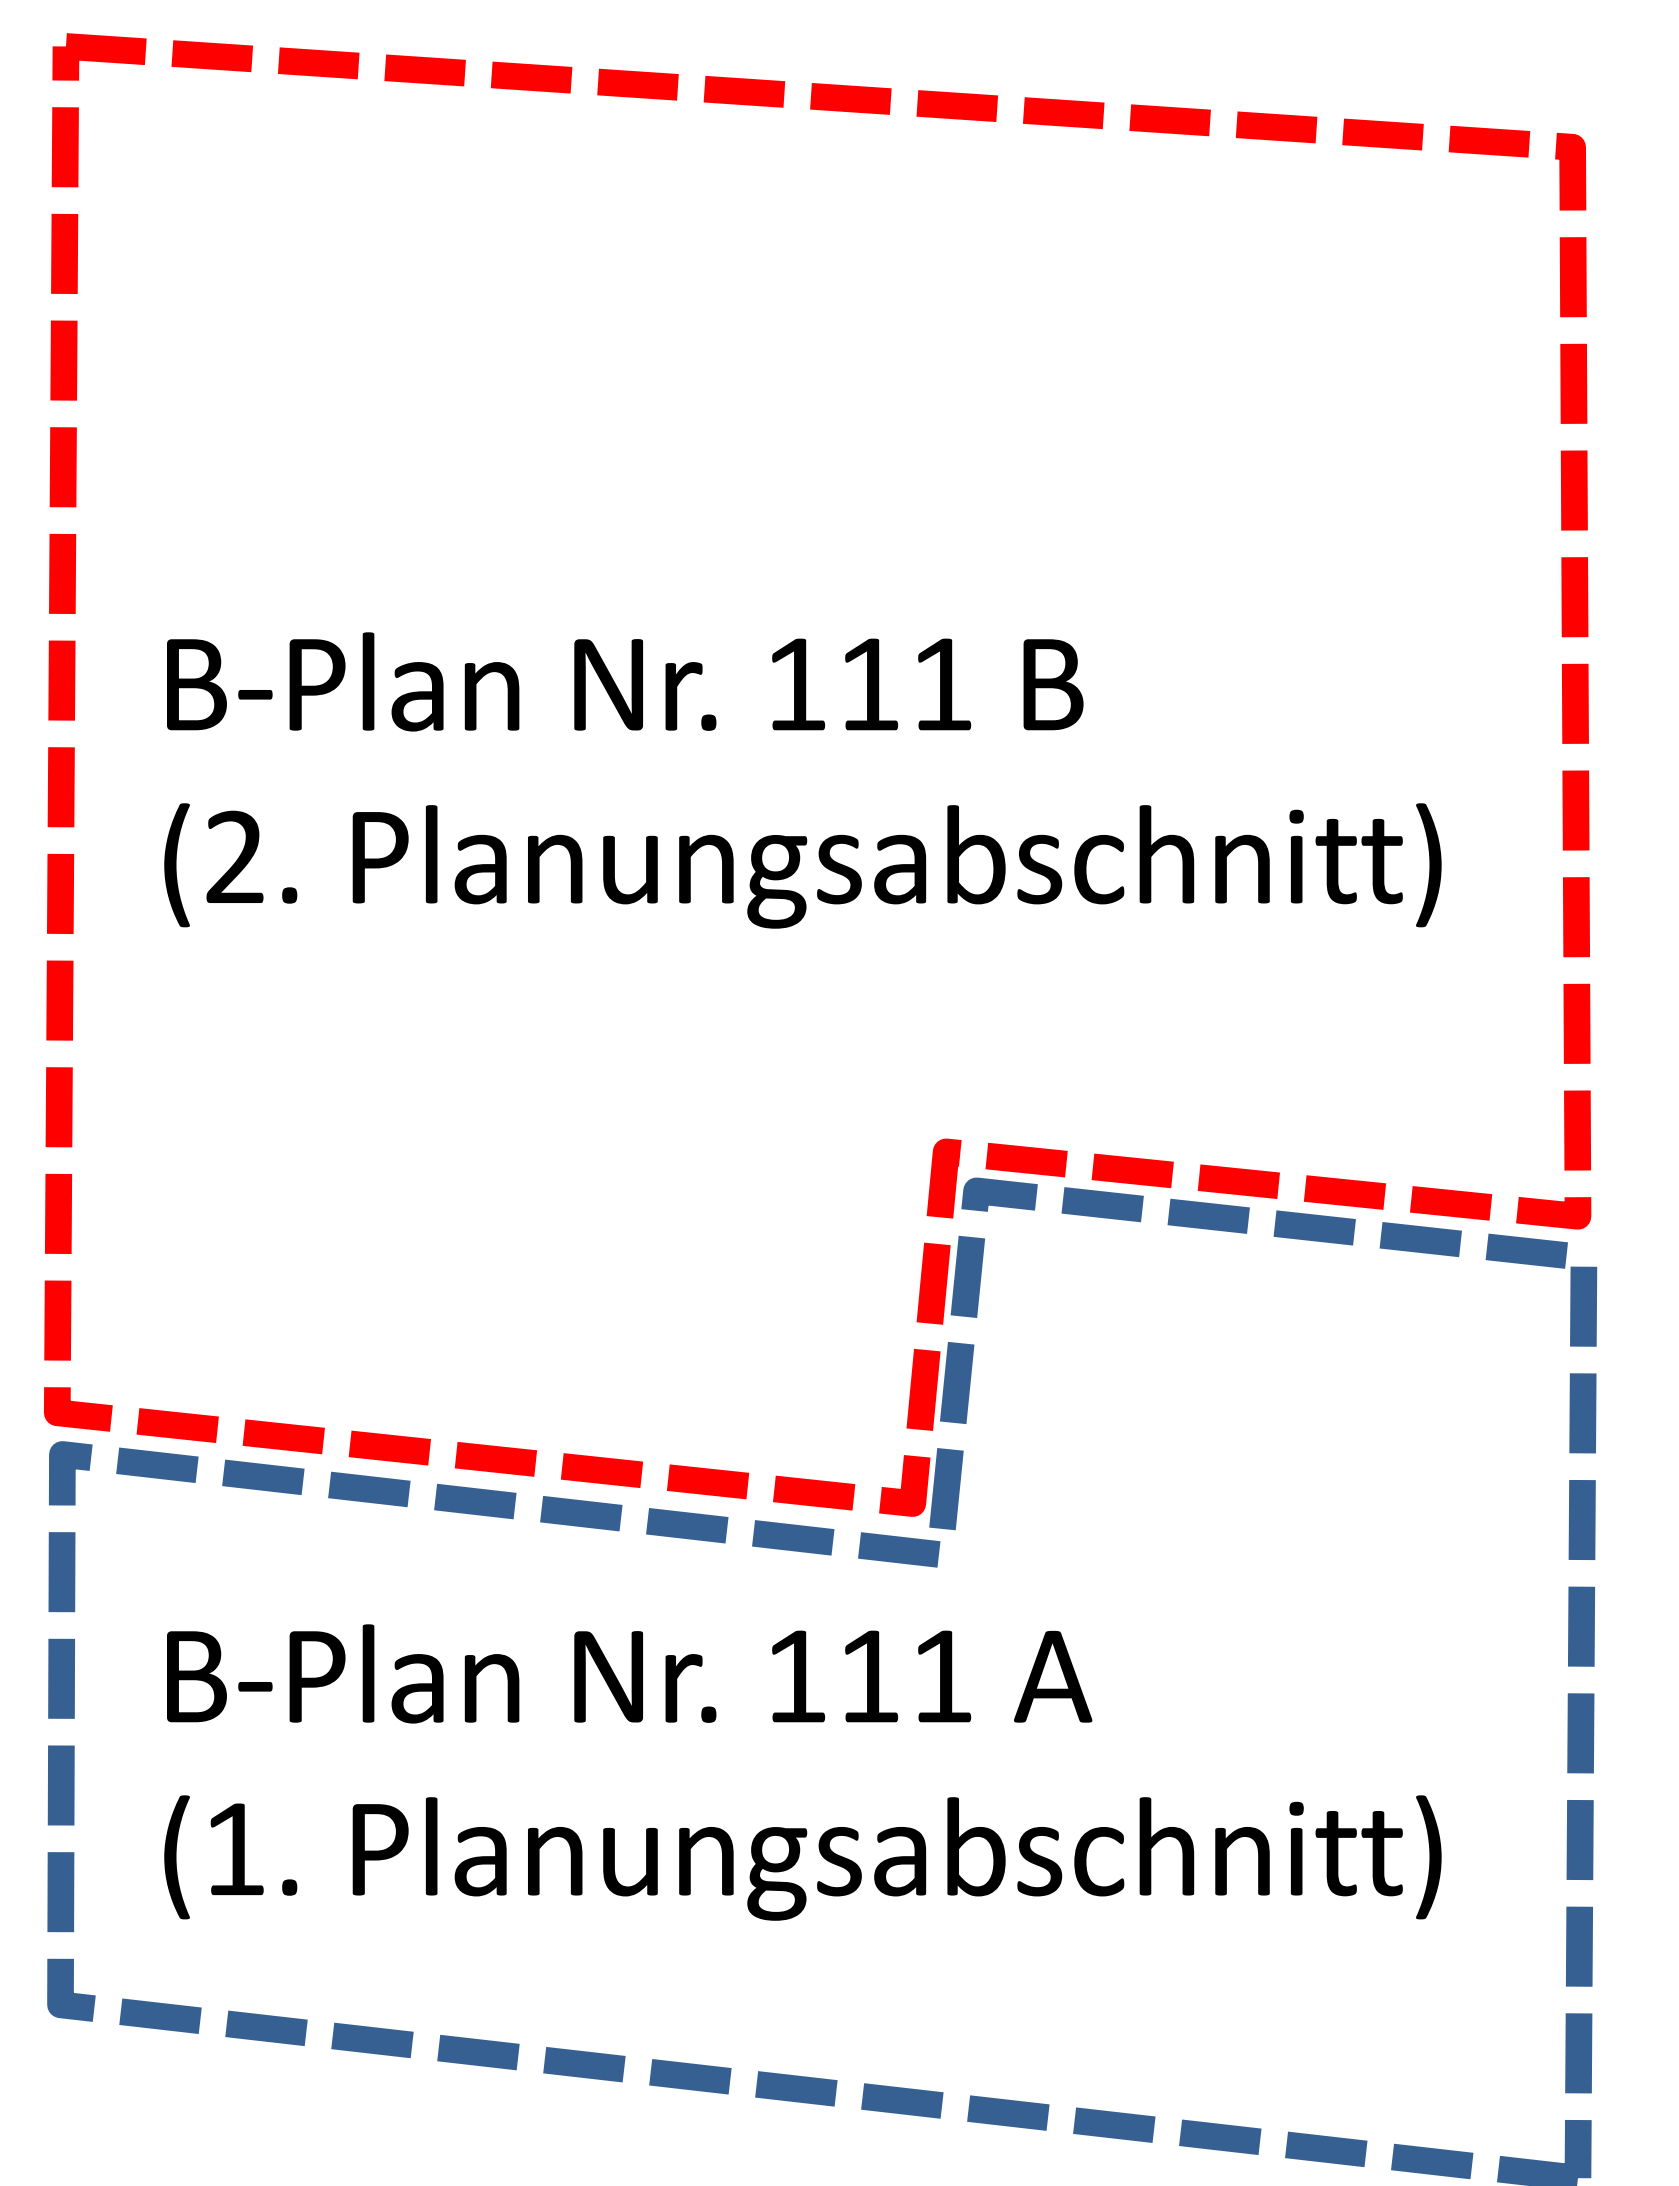 B-Plan Nr. 111 B
(2. Planungsabschnitt)
B-Plan Nr. 111 A
(1. Planungsabschnitt)